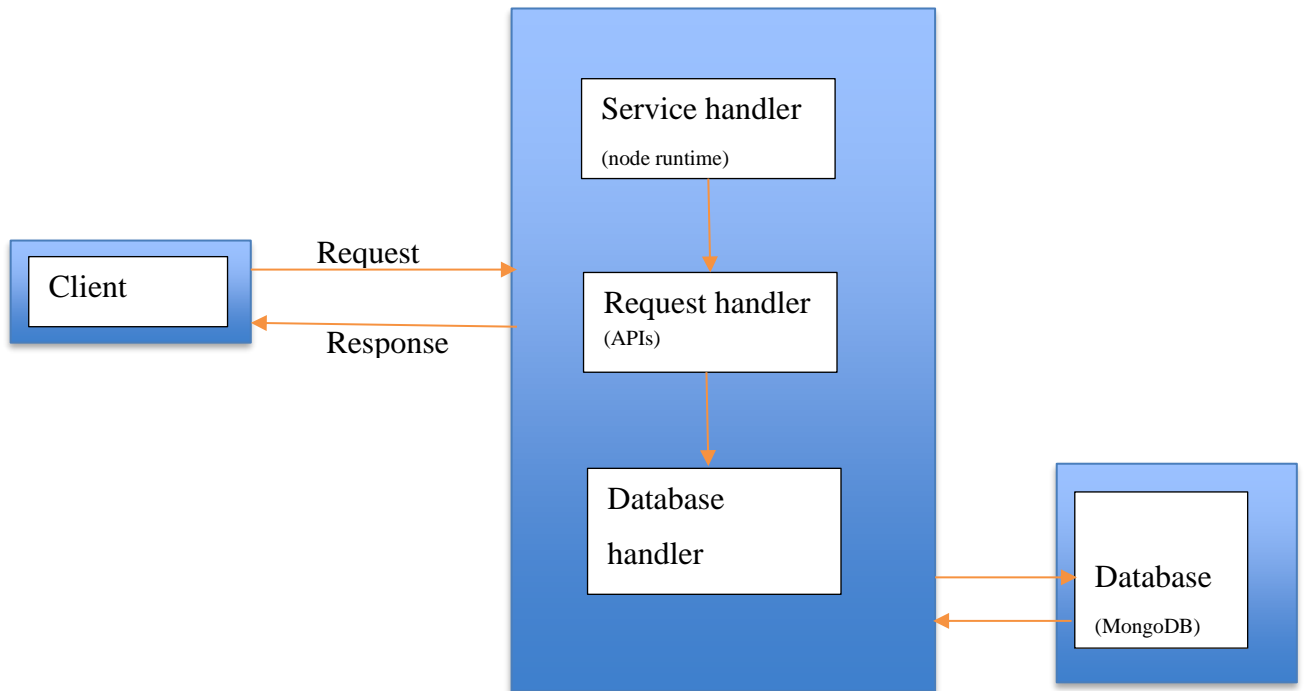 Service handler
(node runtime)
Request
Client
Request handler
(APIs)
Response
Database
handler
Database
(MongoDB)